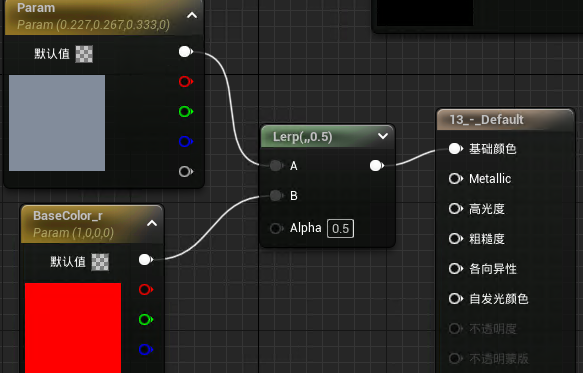 Param
Param (0.227,0.267,0.333,0)
默认值
Lerp(,,0.5)
A
B
Alpha 0.5
13_-_Default
基础颜色
Metallic
高光度
粗糙度
各向异性
自发光颜色
不透明度
不透明蒙版
BaseColor_r
Param (1,0,0,0)
默认值